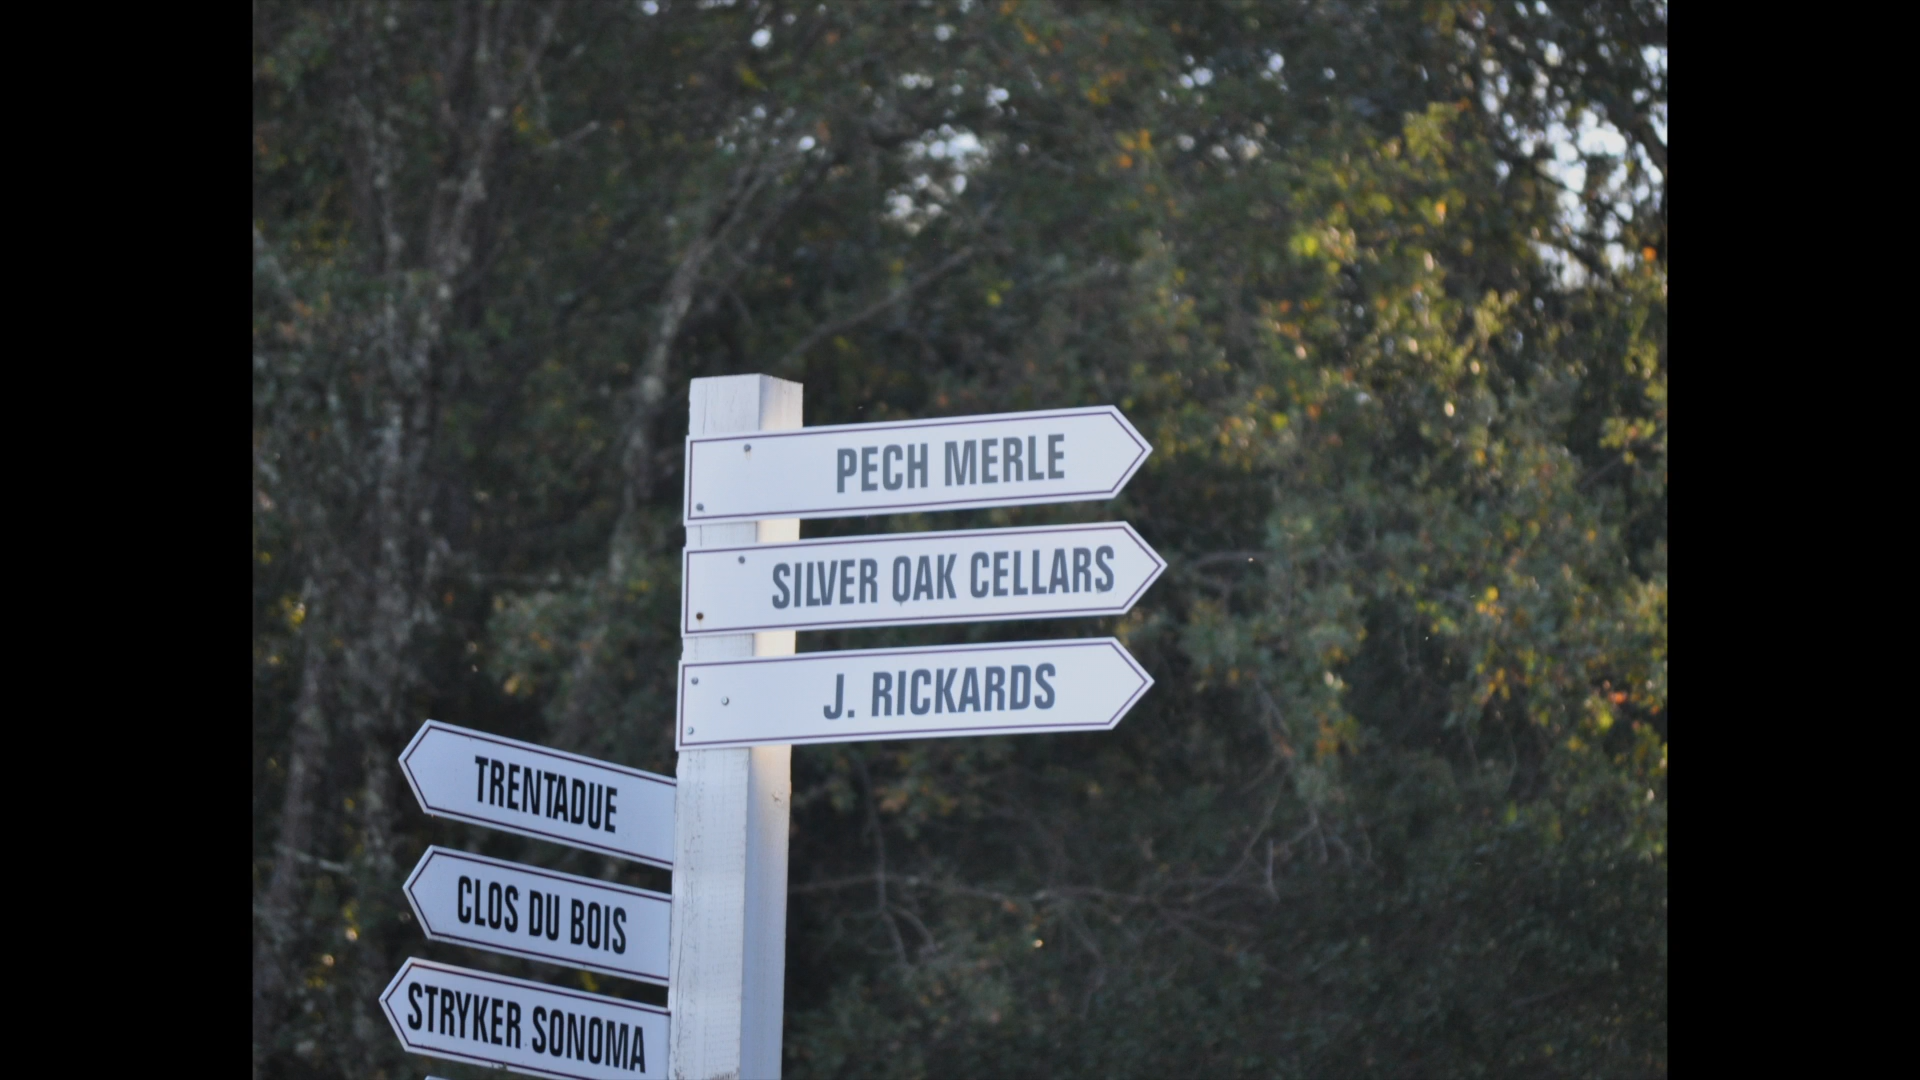 PECH MERLE
SILVER OAK CELLARS
J. RICKARDS
TRENTADUE
CLOS DU BOIS
STRYKER SONOMA